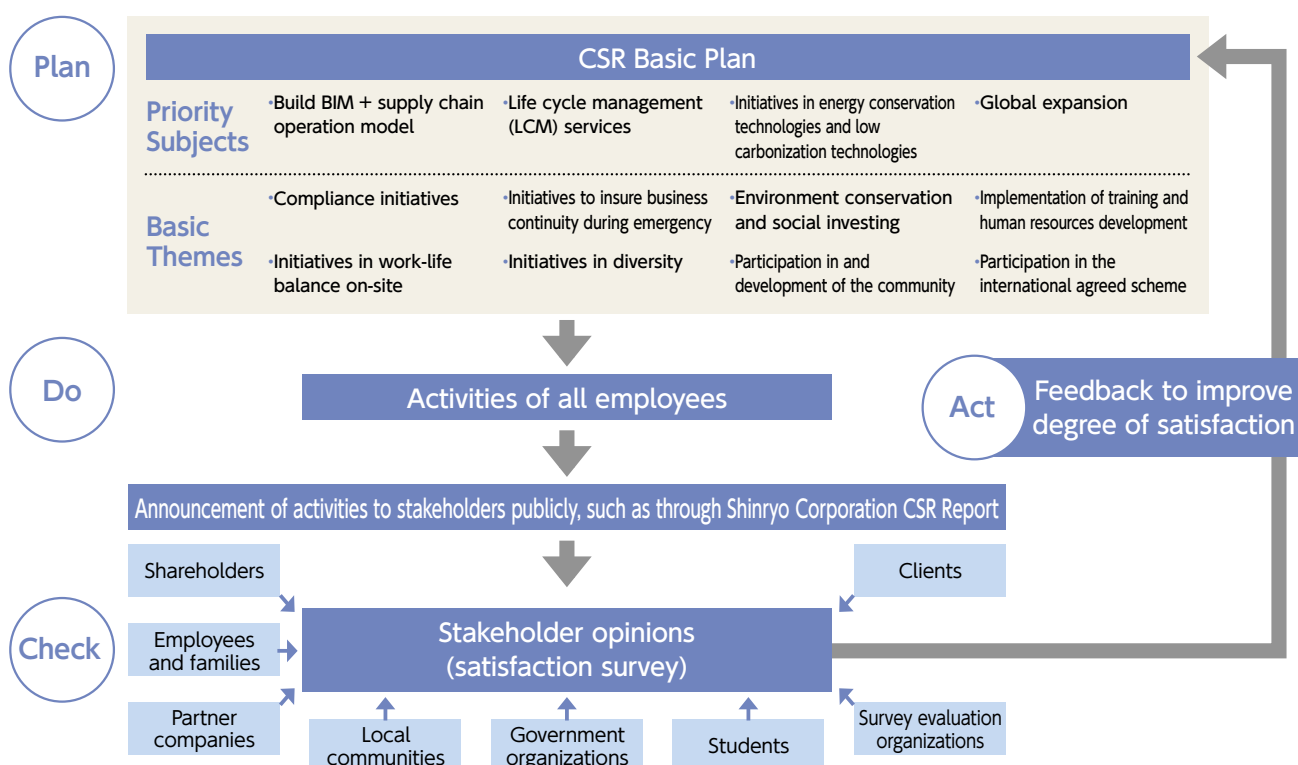 Plan
CSR Basic Plan
Priority
Subjects
•Build BIM + supply chain
operation model
•Life cycle management
(LCM) services
•Initiatives in energy conservation
technologies and low
carbonization technologies
•Global expansion
Basic
Themes
•Compliance initiatives
•Initiatives to insure business
continuity during emergency
•Environment conservation
and social investing
•Implementation of training and
human resources development
•Initiatives in work-life
balance on-site
•Initiatives in diversity
•Participation in and
development of the community
•Participation in the
international agreed scheme
Do
Activities of all employees
Act
Feedback to improve
degree of satisfaction
Announcement of activities to stakeholders publicly, such as through Shinryo Corporation CSR Report
Shareholders
Clients
Check
Employees
and families
Stakeholder opinions
(satisfaction survey)
Partner
companies
Local
communities
Government
organizations
Students
Survey evaluation
organizations